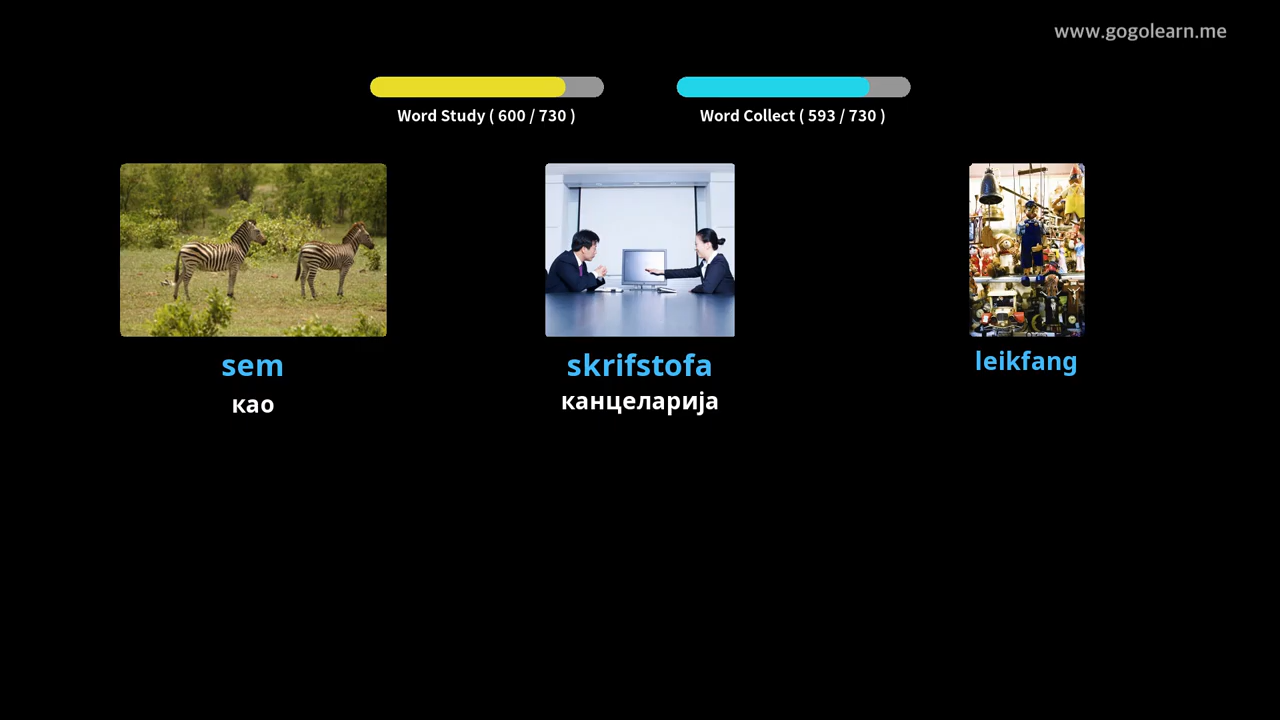 www.gogolearn.me
Word Study ( 600 / 730 )
Word Collect ( 593 / 730 )
sem
као
skrifstofa
канцеларија
leikfang